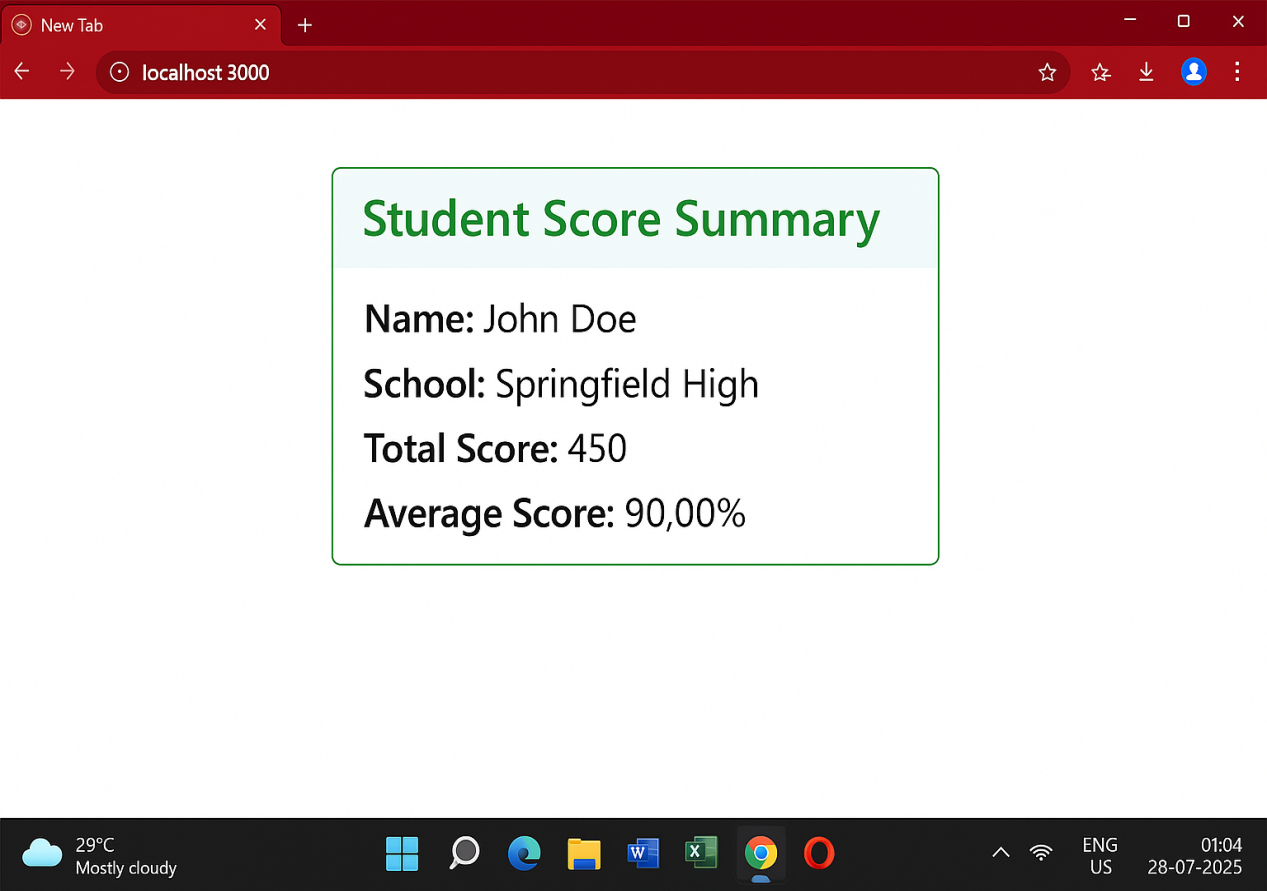 New Tab
localhost 3000
Student Score Summary
Name: John Doe
School: Springfield High
Total Score: 450
Average Score: 90,00%
29°C
Mostly cloudy
W
X
ENG
US
01:04
28-07-2025